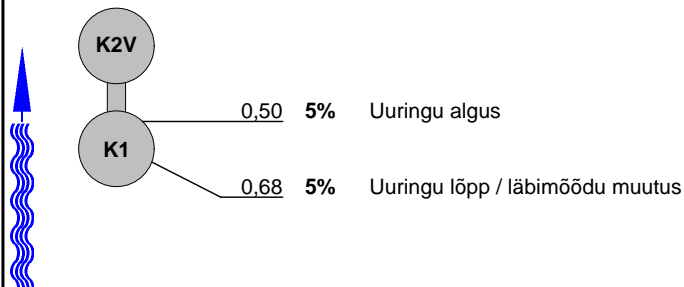 K2V
0,50 5% Uuringu algus
K1
0,68 5% Uuringu lõpp / läbimõõdu muutus